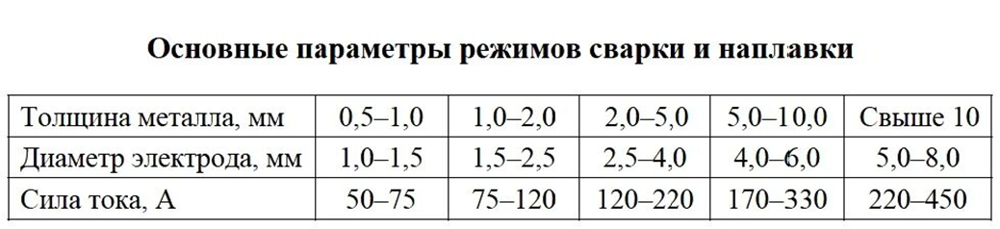 Основные параметры режимов сварки и наплавки
Толщина металла, мм 0,5–1,0 1,0–2,0 2,0–5,0 5,0–10,0 Свыше 10
Диаметр электрода, мм 1,0–1,5 1,5–2,5 2,5–4,0 4,0–6,0 5,0–8,0
Сила тока, А 50–75 75–120 120–220 170–330 220–450